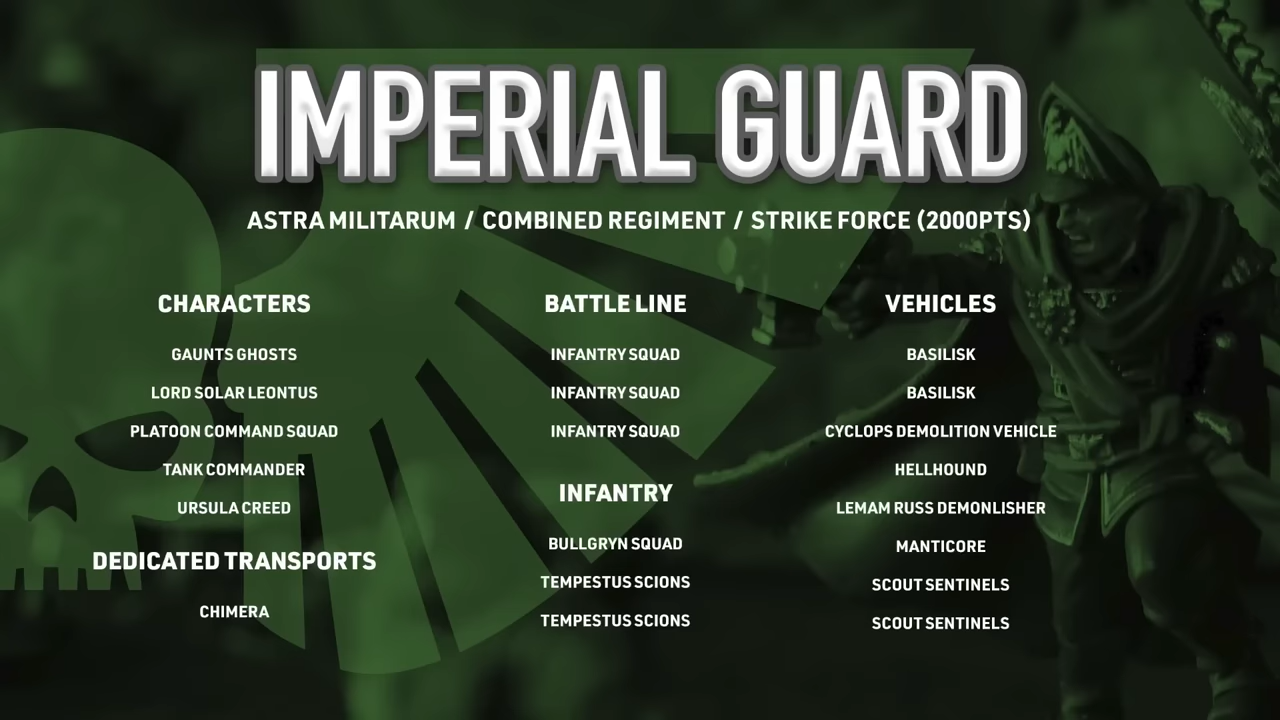 IMPERIAL GUARD
ASTRA MILITARUM / COMBINED REGIMENT / STRIKE FORCE (2000PTS)
CHARACTERS
GAUNTS GHOSTS
LORD SOLAR LEONTUS
PLATOON COMMAND SQUAD
TANK COMMANDER
URSULA CREED
DEDICATED TRANSPORTS
CHIMERA
BATTLE LINE
INFANTRY SQUAD
INFANTRY SQUAD
INFANTRY SQUAD
INFANTRY
BULLGRYN SQUAD
TEMPESTUS SCIONS
TEMPESTUS SCIONS
VEHICLES
BASILISK
BASILISK
CYCLOPS DEMOLITION VEHICLE
HELLHOUND
LEMAM RUSS DEMONLISHER
MANTICORE
SCOUT SENTINELS
SCOUT SENTINELS